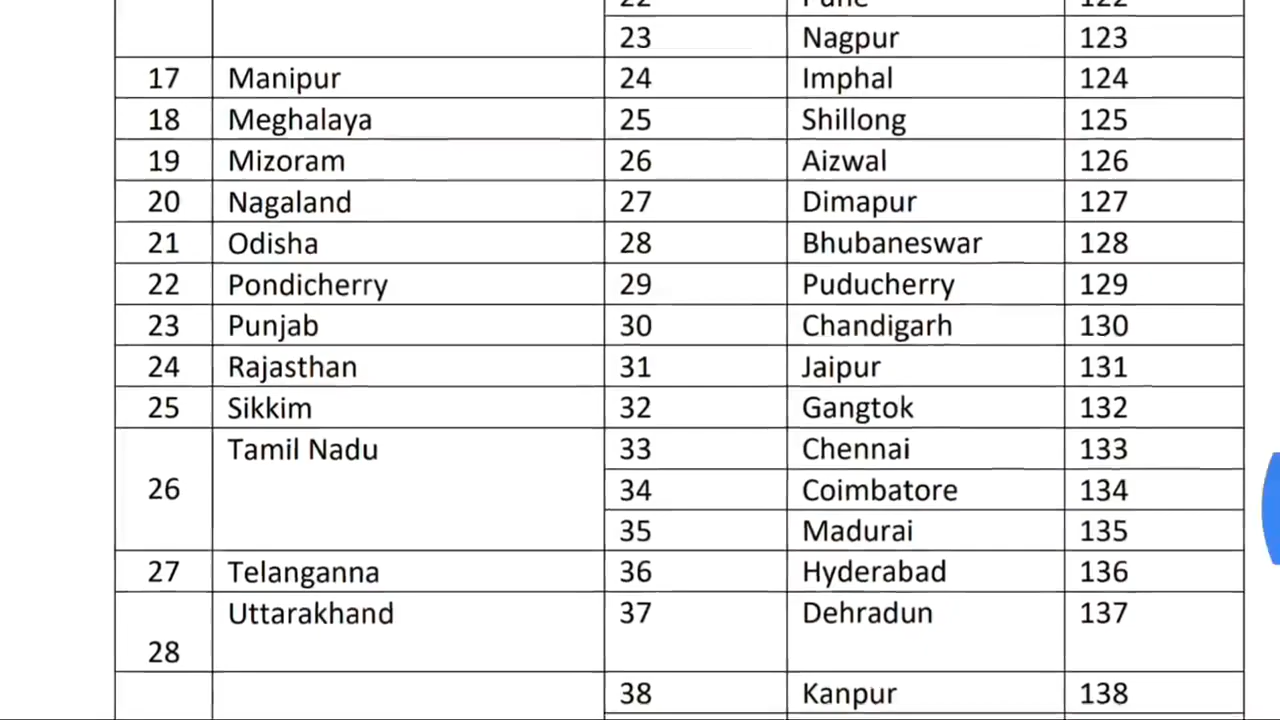 22 Pune 122
23 Nagpur 123
17 Manipur 24 Imphal 124
18 Meghalaya 25 Shillong 125
19 Mizoram 26 Aizwal 126
20 Nagaland 27 Dimapur 127
21 Odisha 28 Bhubaneswar 128
22 Pondicherry 29 Puducherry 129
23 Punjab 30 Chandigarh 130
24 Rajasthan 31 Jaipur 131
25 Sikkim 32 Gangtok 132
Tamil Nadu 33 Chennai 133
26 34 Coimbatore 134
35 Madurai 135
27 Telanganna 36 Hyderabad 136
Uttarakhand 37 Dehradun 137
28
38 Kanpur 138